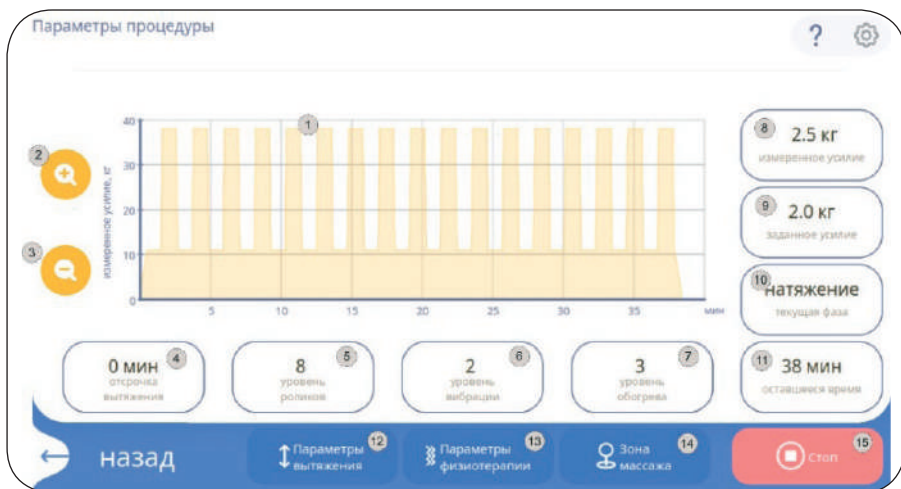 Параметры процедуры
?
1
40
30
20
10
0
измеренное усилие, кг
5 10 15 20 25 30 35 мин
2
3
8 2.5 кг
измеренное усилие
9 2.0 кг
заданное усилие
10 натяжение
текущая фаза
11 38 мин
оставшееся время
0 мин 4
отсрочка
вытяжения
8 5
уровень
роликов
2 6
уровень
вибрации
3 7
уровень
обогрева
назад
Параметры 12
вытяжения
Параметры 13
физиотерапии
Зона 14
массажа
Стоп 15